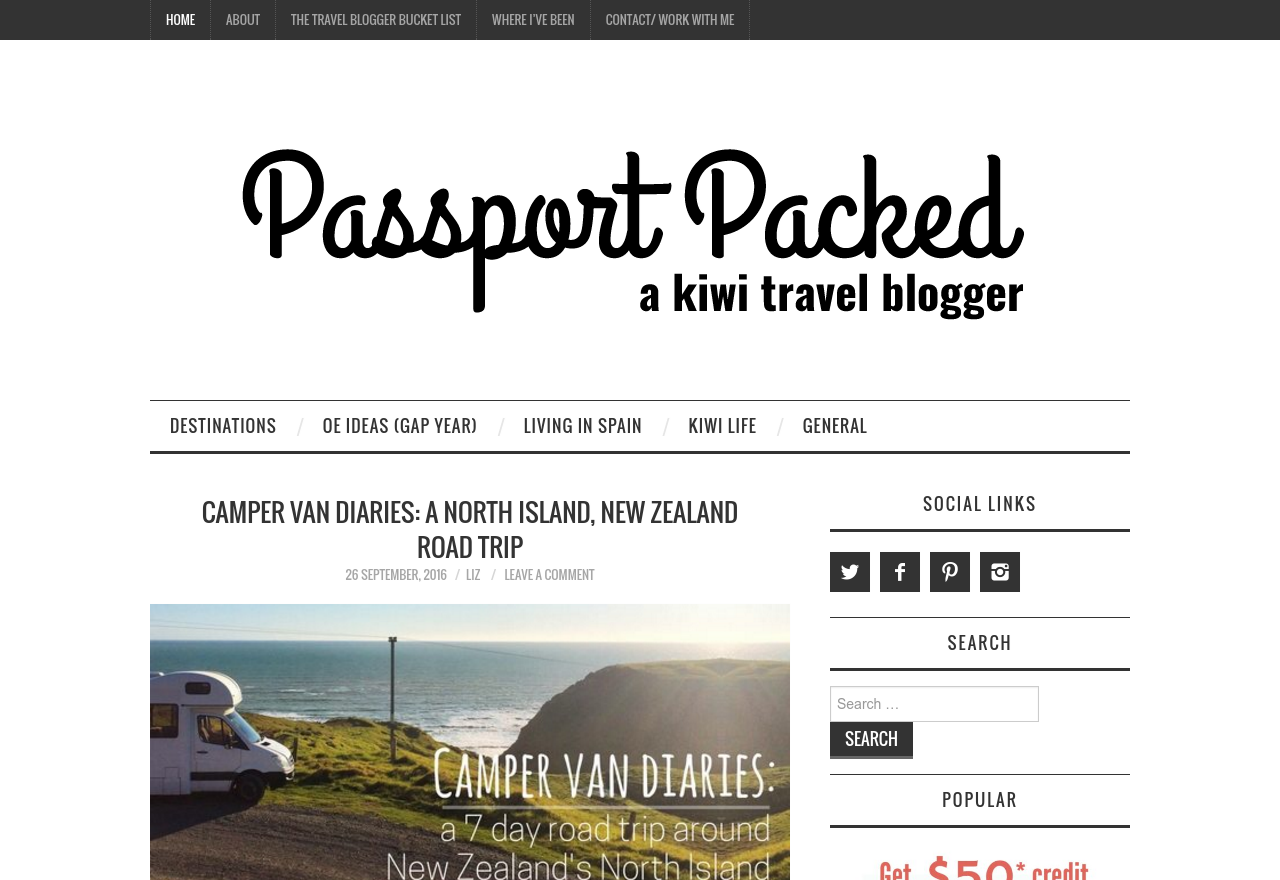 HOME
ABOUT
THE TRAVEL BLOGGER BUCKET LIST
WHERE I'VE BEEN
CONTACT/ WORK WITH ME
Passport Packed
a kiwi travel blogger
DESTINATIONS / OE IDEAS (GAP YEAR) / LIVING IN SPAIN / KIWI LIFE / GENERAL
CAMPER VAN DIARIES: A NORTH ISLAND, NEW ZEALAND
ROAD TRIP
26 SEPTEMBER, 2016 / LIZ / LEAVE A COMMENT
CAMPER VAN DIARIES:
a 7 day road trip around
New Zealand's North Island
SOCIAL LINKS
SEARCH
Search …
SEARCH
POPULAR
Get $50* credit